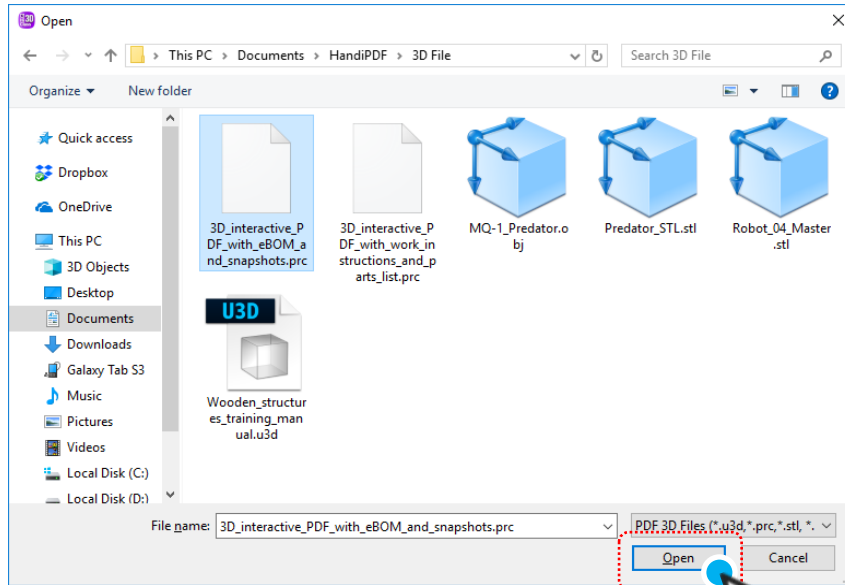 Open
This PC > Documents > HandiPDF > 3D File
Search 3D File
Organize
New folder
Quick access
Dropbox
OneDrive
This PC
3D Objects
Desktop
Documents
Downloads
Galaxy Tab S3
Music
Pictures
Videos
Local Disk (C:)
Local Disk (D:)
3D_interactive_P
DF_with_eBOM_a
nd_snapshots.prc
3D_interactive_P
DF_with_work_in
structions_and_p
arts_list.prc
MQ-1_Predator.o
bj
Predator_STL.stl
Robot_04_Master
.stl
U3D
Wooden_structur
es_training_man
ual.u3d
File name: 3D_interactive_PDF_with_eBOM_and_snapshots.prc
PDF 3D Files (*.u3d,*.prc,*.stl, *.
Open
Cancel